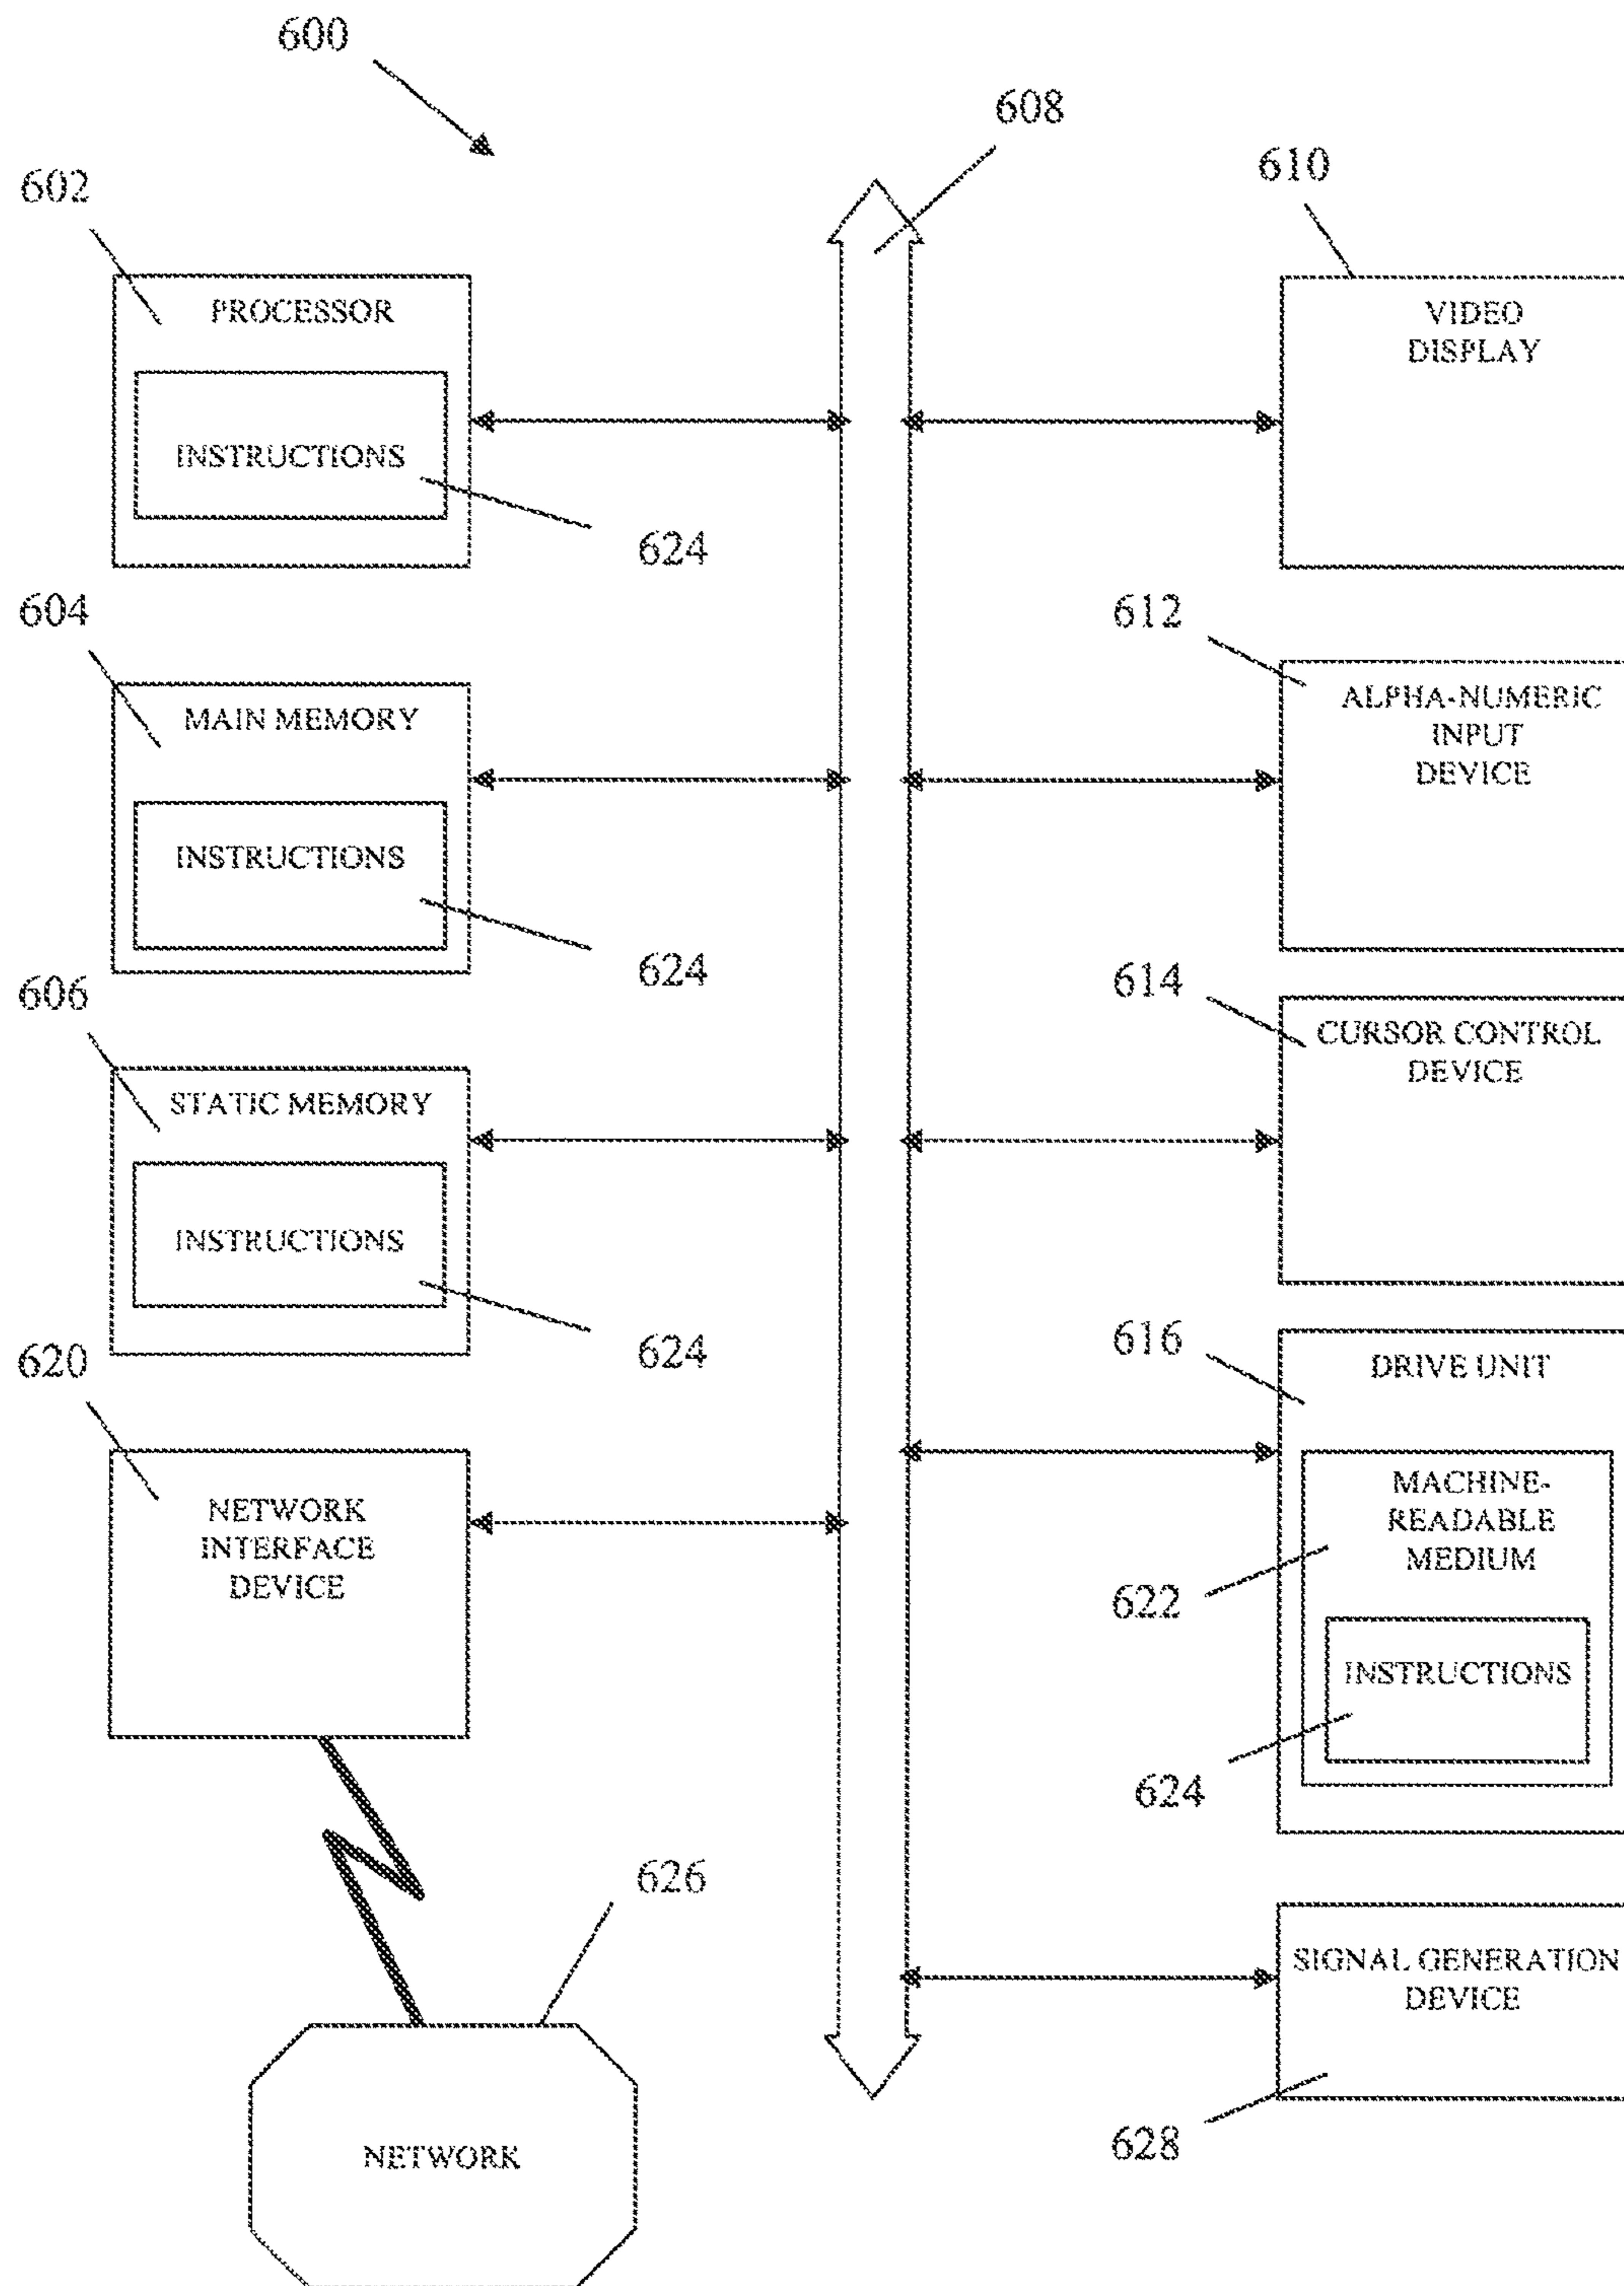 600
608
602
PROCESSOR
INSTRUCTIONS
624
604
MAIN MEMORY
INSTRUCTIONS
624
606
STATIC MEMORY
INSTRUCTIONS
624
620
NETWORK
INTERFACE
DEVICE
626
NETWORK
610
VIDEO
DISPLAY
612
ALPHA-NUMERIC
INPUT
DEVICE
614
CURSOR CONTROL
DEVICE
616
DRIVE UNIT
MACHINE-
READABLE
MEDIUM
622
INSTRUCTIONS
624
SIGNAL GENERATION
DEVICE
628